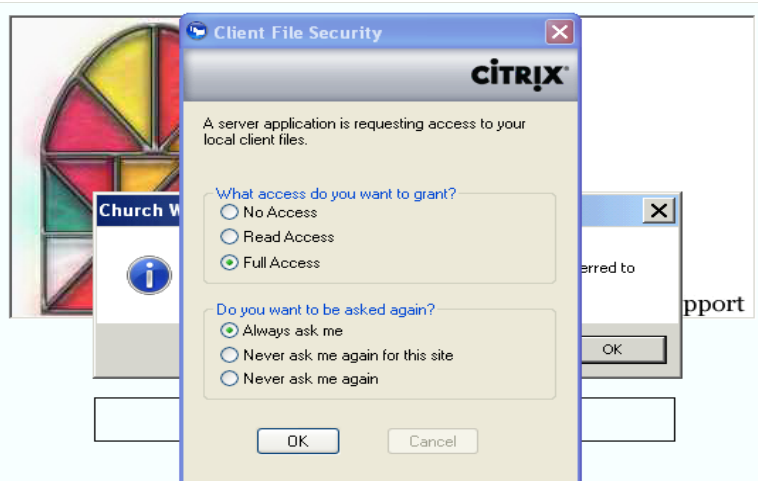 Client File Security
CITRIX
A server application is requesting access to your
local client files.
What access do you want to grant?
No Access
Read Access
Full Access
Do you want to be asked again?
Always ask me
Never ask me again for this site
Never ask me again
OK
Cancel
Church
erred to
pport
OK